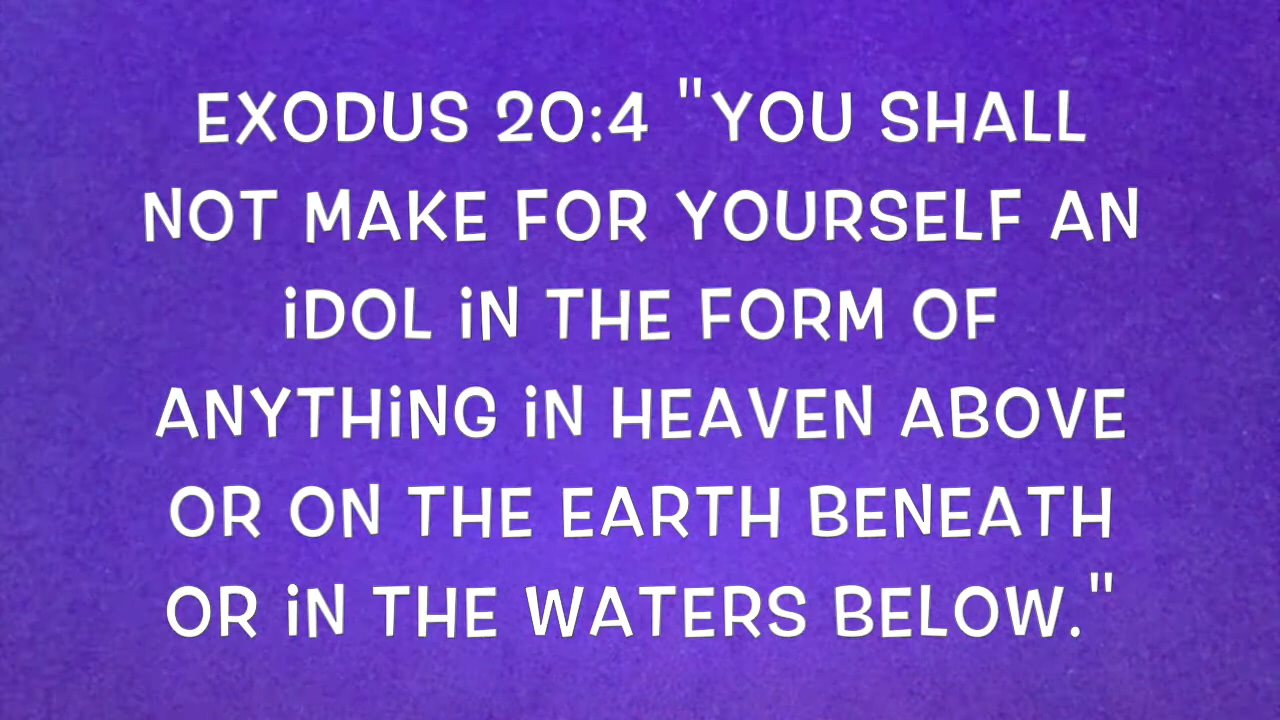 EXODUS 20:4 "YOU SHALL
NOT MAKE FOR YOURSELF AN
iDOL iN THE FORM OF
ANYTHiNG iN HEAVEN ABOVE
OR ON THE EARTH BENEATH
OR iN THE WATERS BELOW."